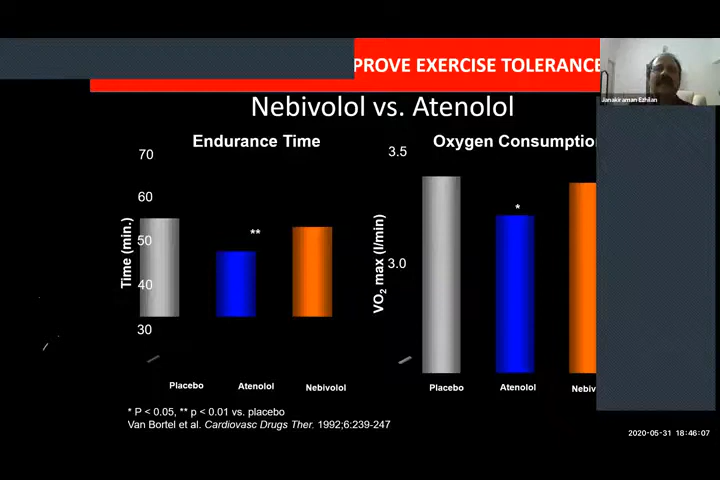 PROVE EXERCISE TOLERANCE
Janakiraman Ezhilan
Nebivolol vs. Atenolol
Endurance Time
Oxygen Consumption
70
60
50
40
30
Time (min.)
**
Placebo
Atenolol
Nebivolol
3.5
3.0
VO2 max (l/min)
*
Placebo
Atenolol
Nebiv
* P < 0.05, ** p < 0.01 vs. placebo
Van Bortel et al. Cardiovasc Drugs Ther. 1992;6:239-247
2020-05-31 18:46:07